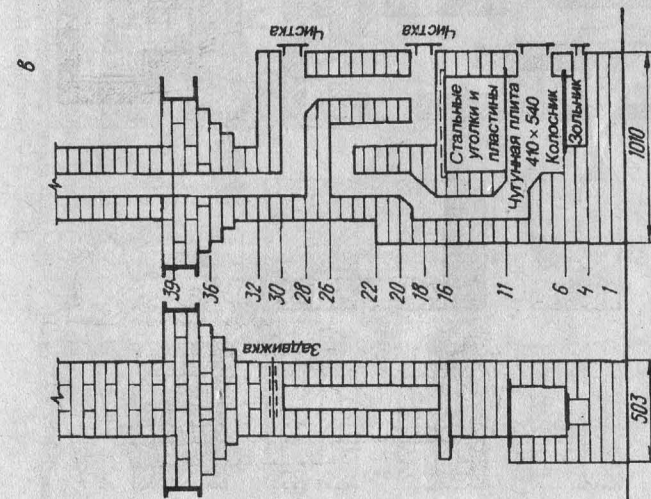 в
Чистка
Чистка
Стальные
уголки и
пластины
Чугунная плита
410 × 540
Колосник
Зольник
1010
39
36
32
30
28
26
22
20
18
16
11
6
4
1
Задвижка
503